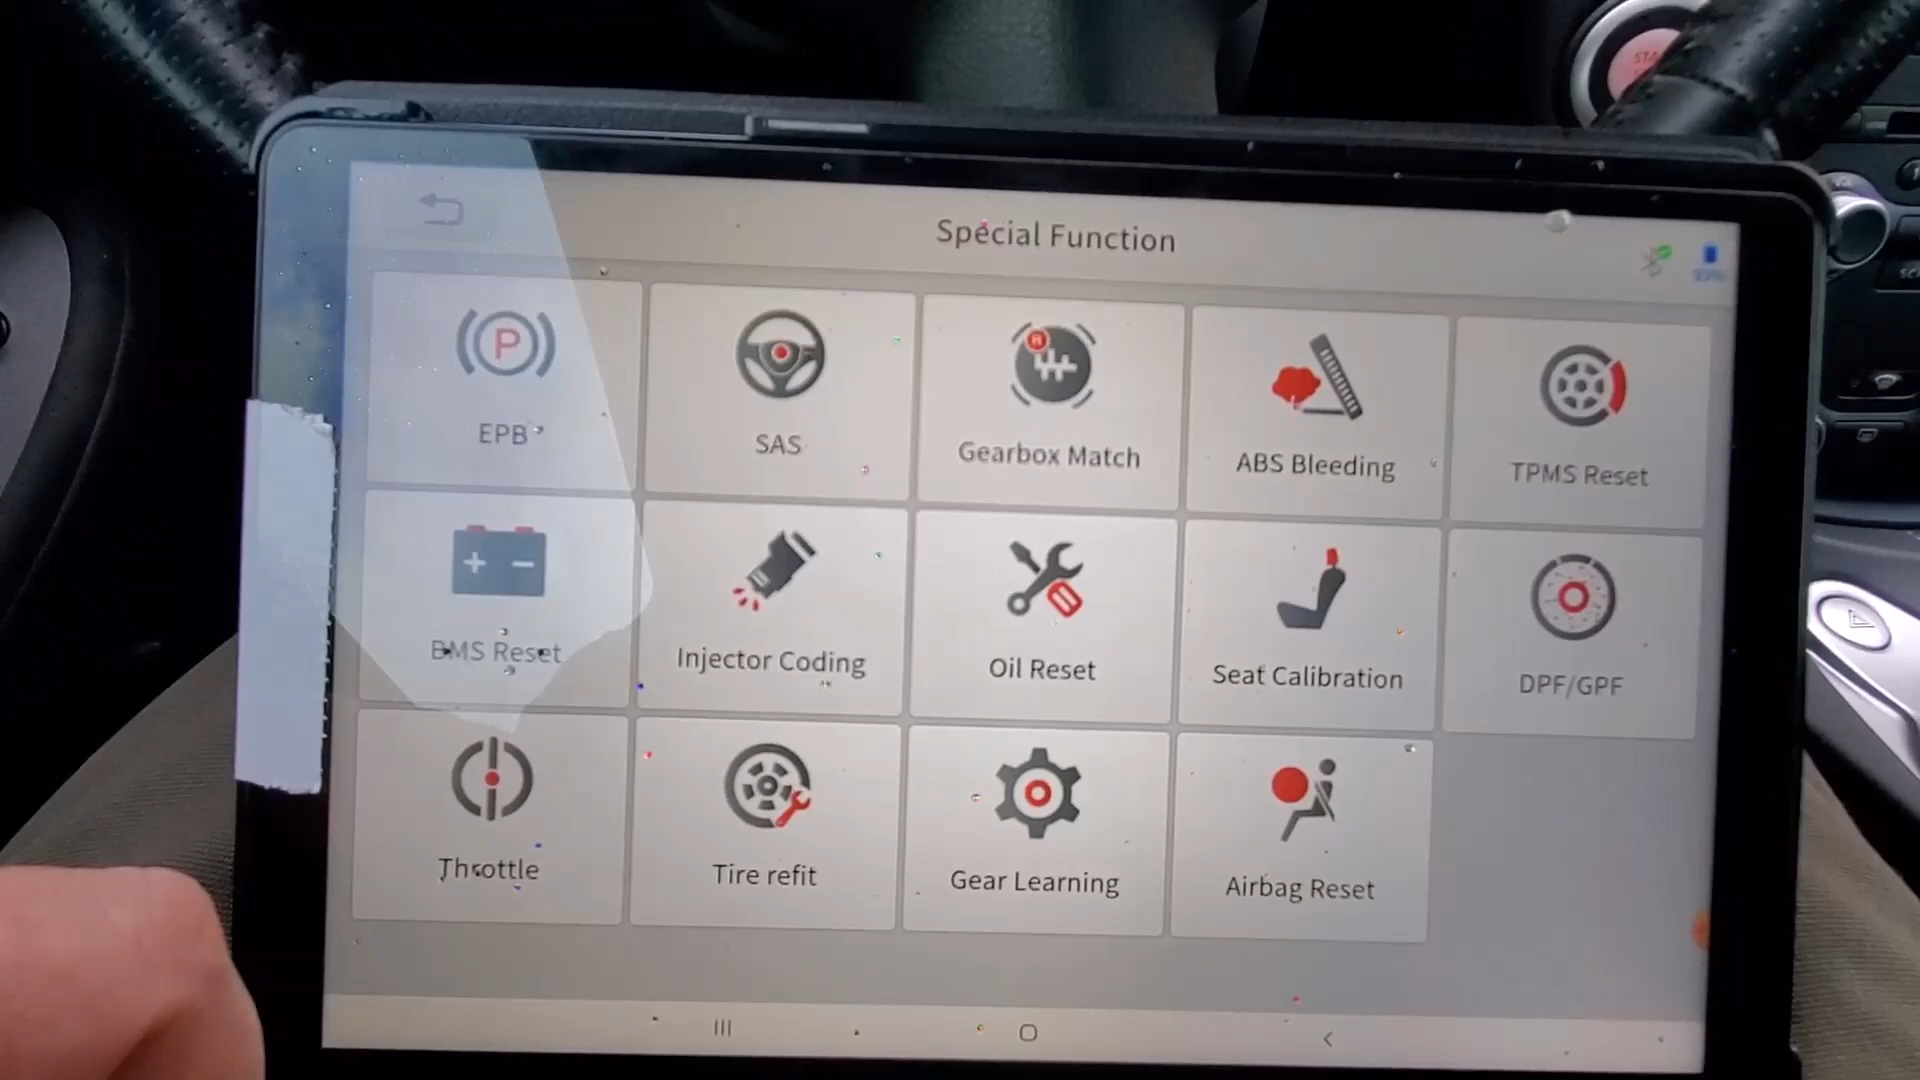 Special Function
93%
P
EPB
SAS
Gearbox Match
ABS Bleeding
TPMS Reset
BMS Reset
Injector Coding
Oil Reset
Seat Calibration
DPF/GPF
Throttle
Tire refit
Gear Learning
Airbag Reset